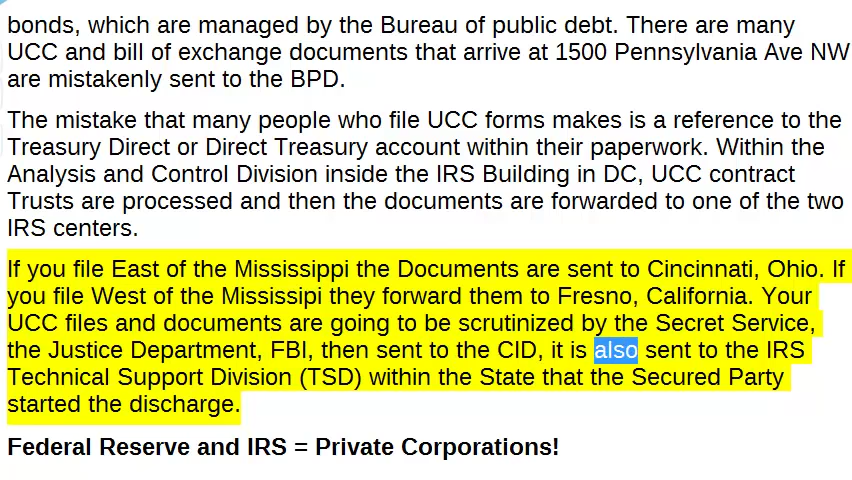 bonds, which are managed by the Bureau of public debt. There are many
UCC and bill of exchange documents that arrive at 1500 Pennsylvania Ave NW
are mistakenly sent to the BPD.
The mistake that many people who file UCC forms makes is a reference to the
Treasury Direct or Direct Treasury account within their paperwork. Within the
Analysis and Control Division inside the IRS Building in DC, UCC contract
Trusts are processed and then the documents are forwarded to one of the two
IRS centers.
If you file East of the Mississippi the Documents are sent to Cincinnati, Ohio. If
you file West of the Mississipi they forward them to Fresno, California. Your
UCC files and documents are going to be scrutinized by the Secret Service,
the Justice Department, FBI, then sent to the CID, it is also sent to the IRS
Technical Support Division (TSD) within the State that the Secured Party
started the discharge.
Federal Reserve and IRS = Private Corporations!